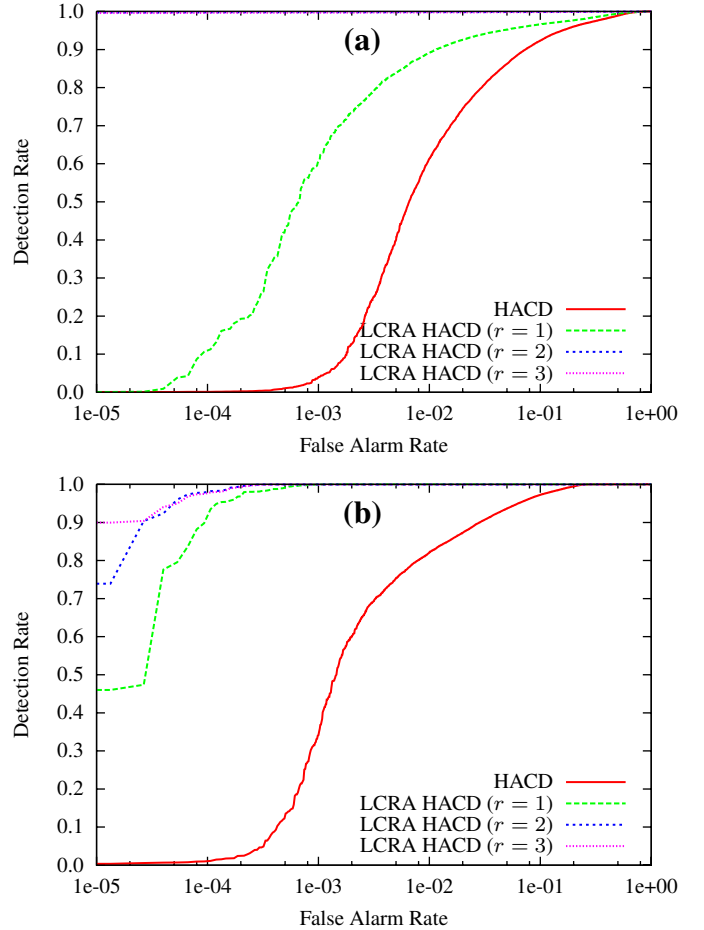 1.0
0.9
0.8
0.7
0.6
0.5
0.4
0.3
0.2
0.1
0.0
Detection Rate
(a)
HACD
LCRA HACD (r = 1)
LCRA HACD (r = 2)
LCRA HACD (r = 3)
1e-05 1e-04 1e-03 1e-02 1e-01 1e+00
False Alarm Rate
1.0
0.9
0.8
0.7
0.6
0.5
0.4
0.3
0.2
0.1
0.0
Detection Rate
(b)
HACD
LCRA HACD (r = 1)
LCRA HACD (r = 2)
LCRA HACD (r = 3)
1e-05 1e-04 1e-03 1e-02 1e-01 1e+00
False Alarm Rate